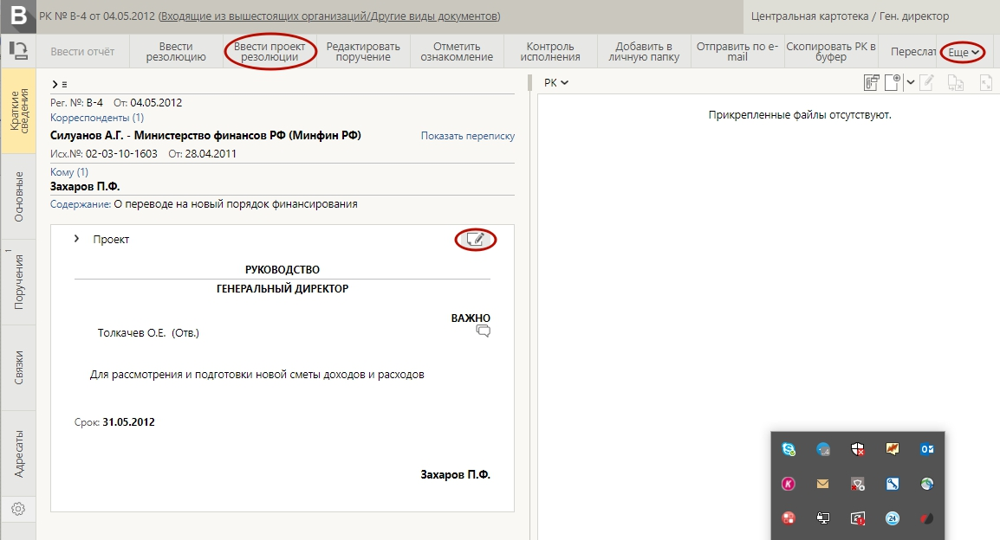 В
РК № В-4 от 04.05.2012 (Входящие из вышестоящих организаций/Другие виды документов)
Центральная картотека / Ген. директор
Ввести отчёт
Ввести
резолюцию
Ввести проект
резолюции
Редактировать
поручение
Отметить
ознакомление
Контроль
исполнения
Добавить в
личную папку
Отправить по e-
mail
Скопировать РК в
буфер
Переслат
Еще
Краткие
сведения
Основные
1
Поручения
Связки
Адресаты
Рег. №: В-4 От: 04.05.2012
Корреспонденты (1)
Силуанов А.Г. - Министерство финансов РФ (Минфин РФ)
Показать переписку
Исх.№: 02-03-10-1603 От: 28.04.2011
Кому (1)
Захаров П.Ф.
Содержание: О переводе на новый порядок финансирования
Проект
РУКОВОДСТВО
ГЕНЕРАЛЬНЫЙ ДИРЕКТОР
ВАЖНО
Толкачев О.Е. (Отв.)
Для рассмотрения и подготовки новой сметы доходов и расходов
Срок: 31.05.2012
Захаров П.Ф.
РК
Прикрепленные файлы отсутствуют.
24